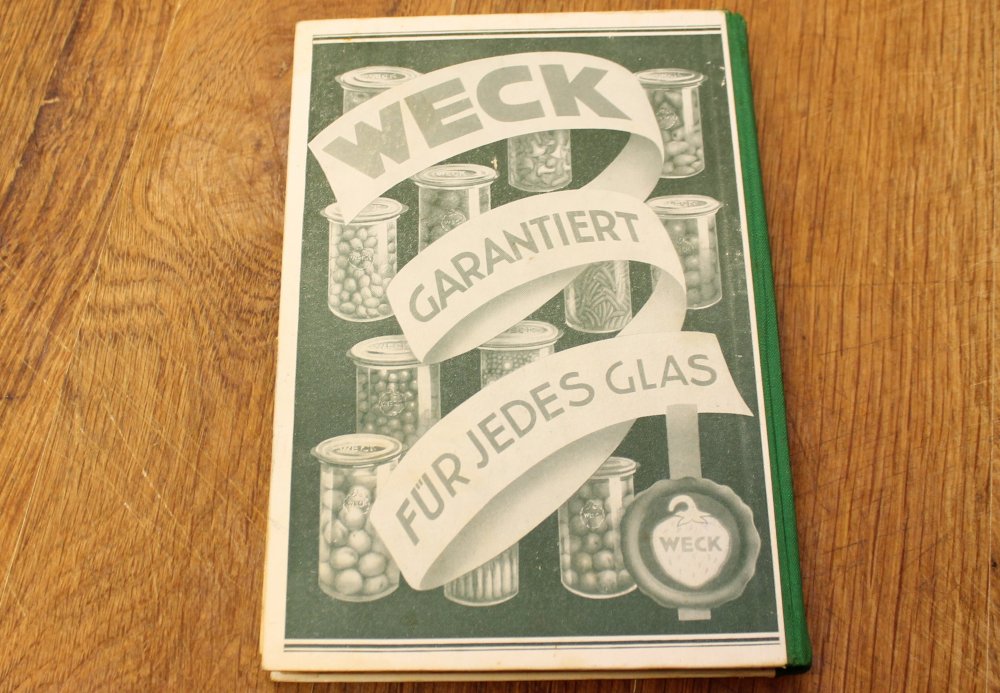 WECK
GARANTIERT
FÜR JEDES GLAS
WECK